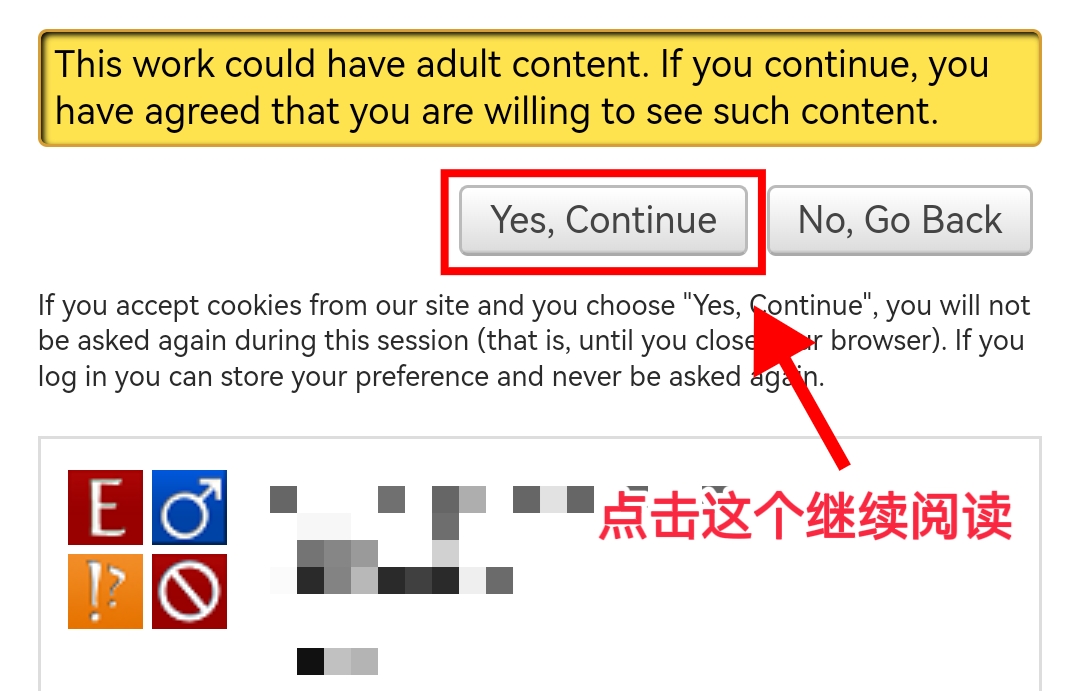 This work could have adult content. If you continue, you
have agreed that you are willing to see such content.
Yes, Continue
No, Go Back
If you accept cookies from our site and you choose "Yes, Continue", you will not
be asked again during this session (that is, until you close your browser). If you
log in you can store your preference and never be asked again.
E
!?
点击这个继续阅读